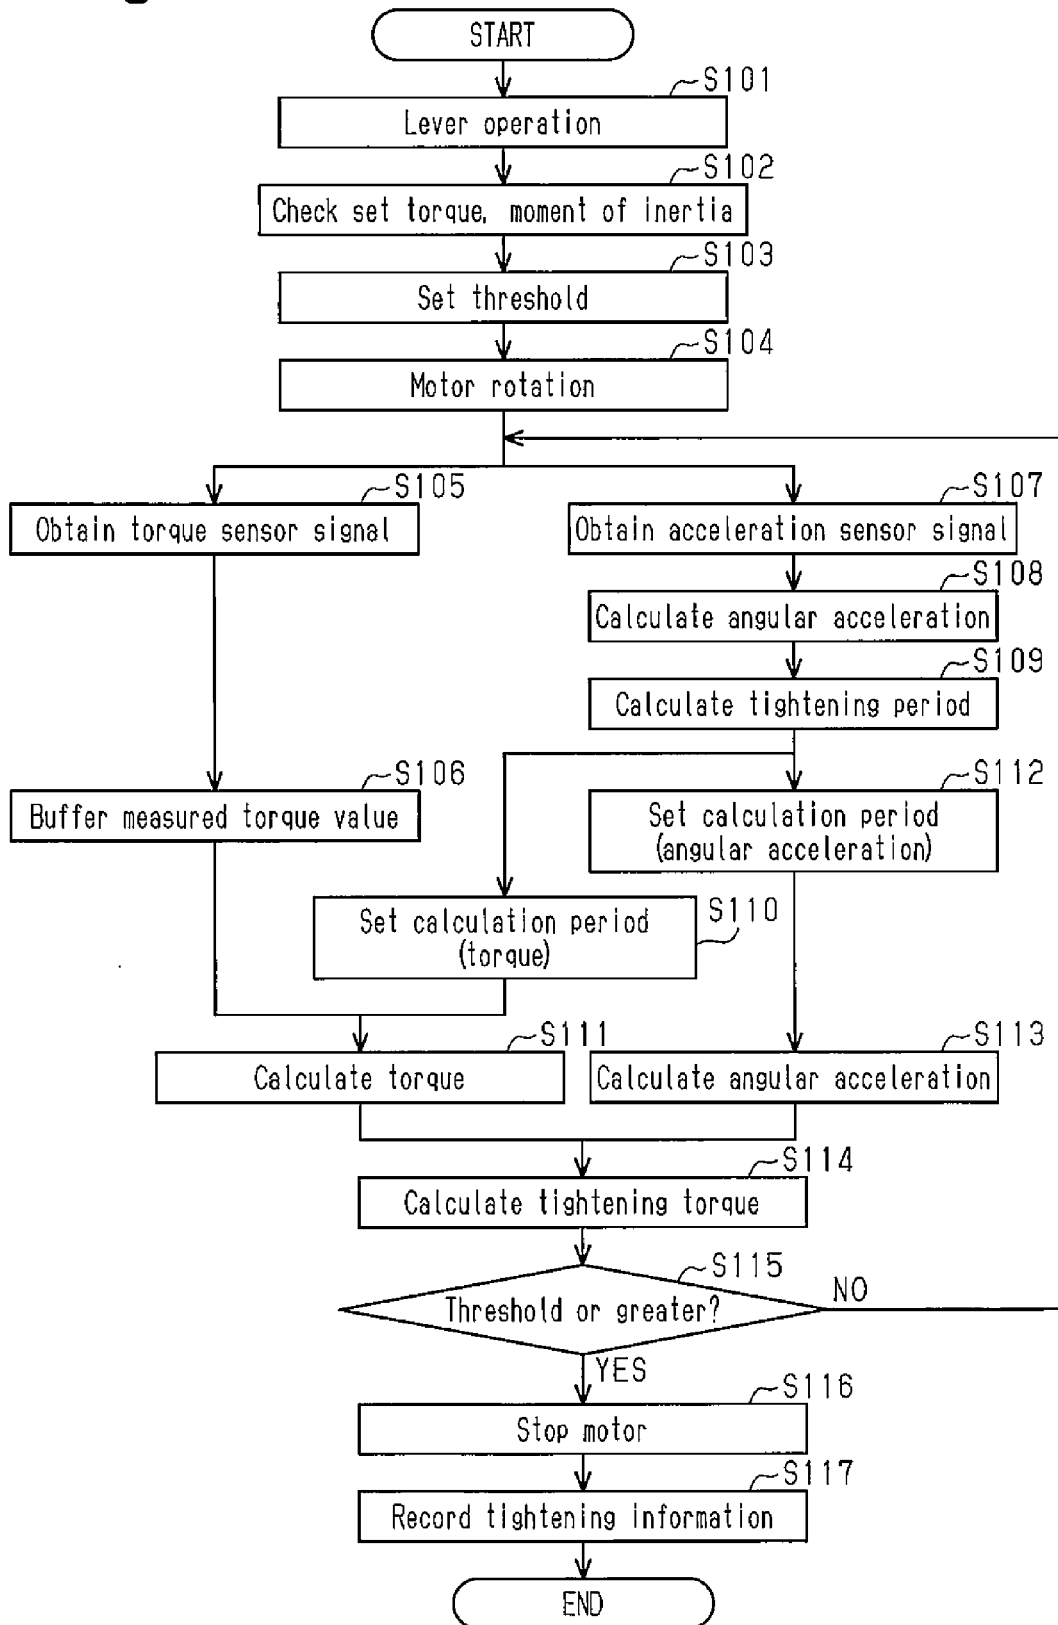 START
S101
Lever operation
S102
Check set torque, moment of inertia
S103
Set threshold
S104
Motor rotation
S105
Obtain torque sensor signal
S107
Obtain acceleration sensor signal
S108
Calculate angular acceleration
S109
Calculate tightening period
S106
Buffer measured torque value
S112
Set calculation period
(angular acceleration)
S110
Set calculation period
(torque)
S111
Calculate torque
S113
Calculate angular acceleration
S114
Calculate tightening torque
S115
Threshold or greater?
NO
YES
S116
Stop motor
S117
Record tightening information
END